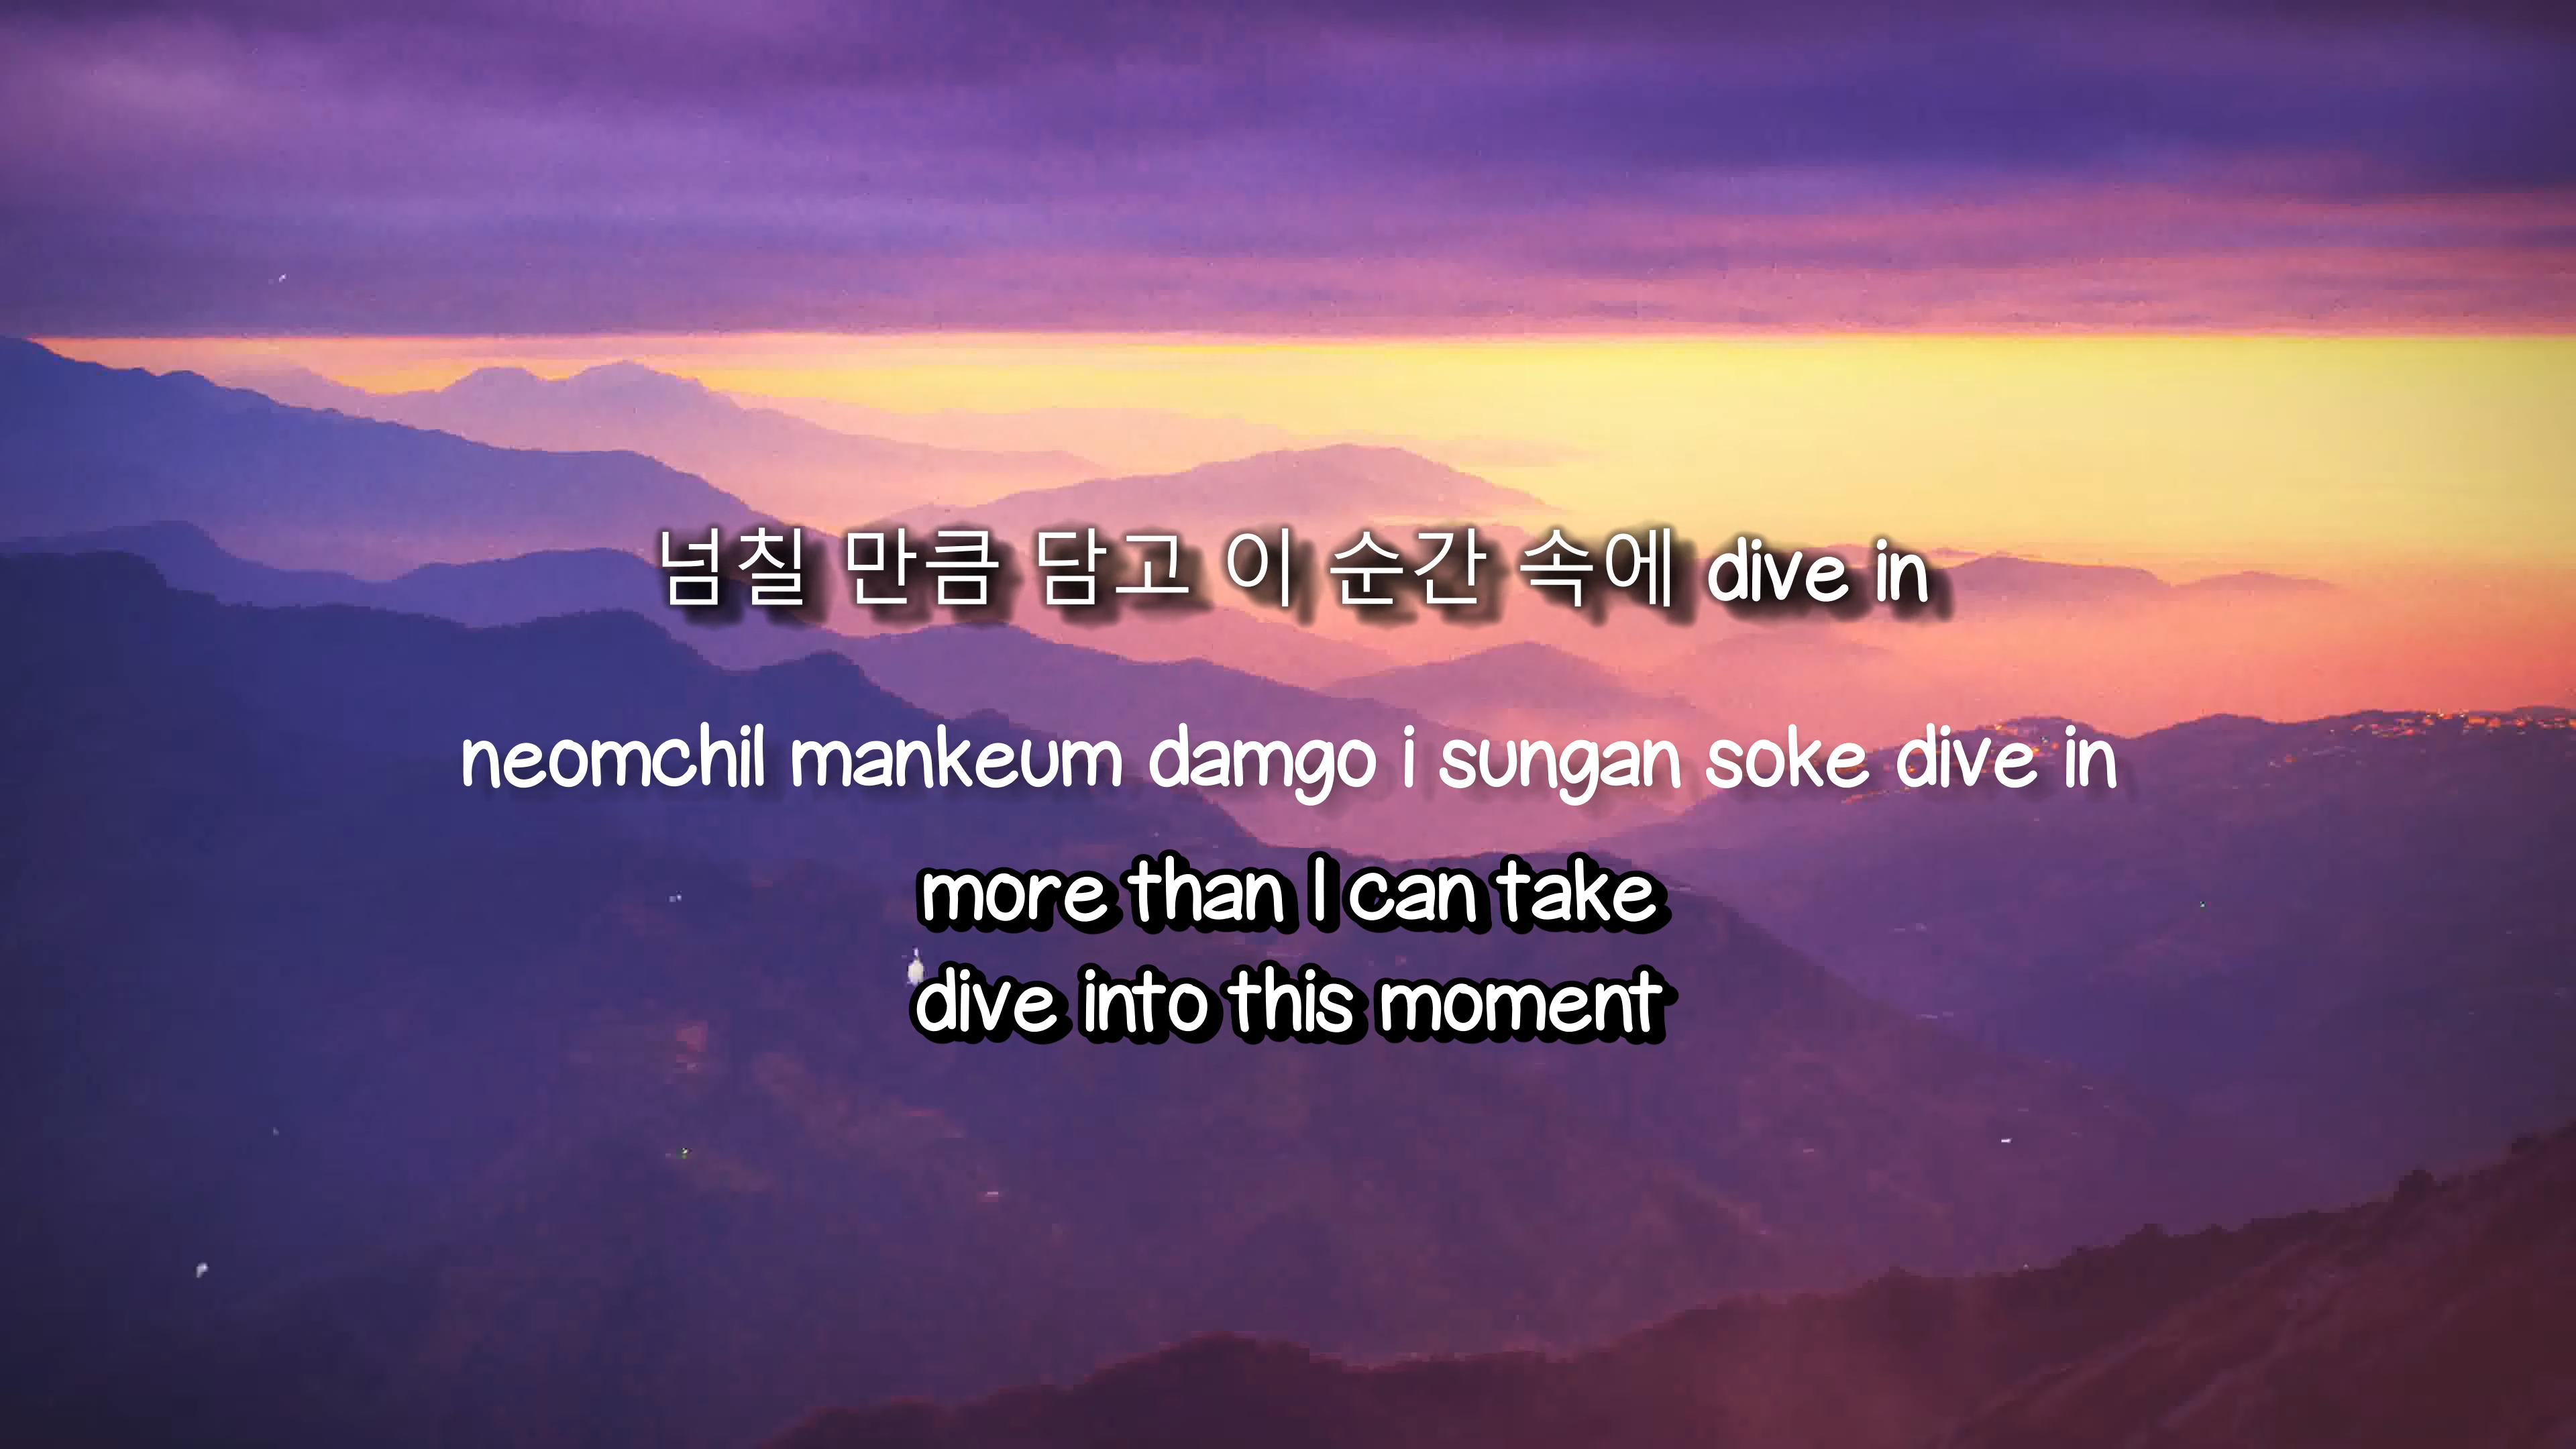 넘칠 만큼 담고 이 순간 속에 dive in
neomchil mankeum damgo i sungan soke dive in
more than I can take
dive into this moment